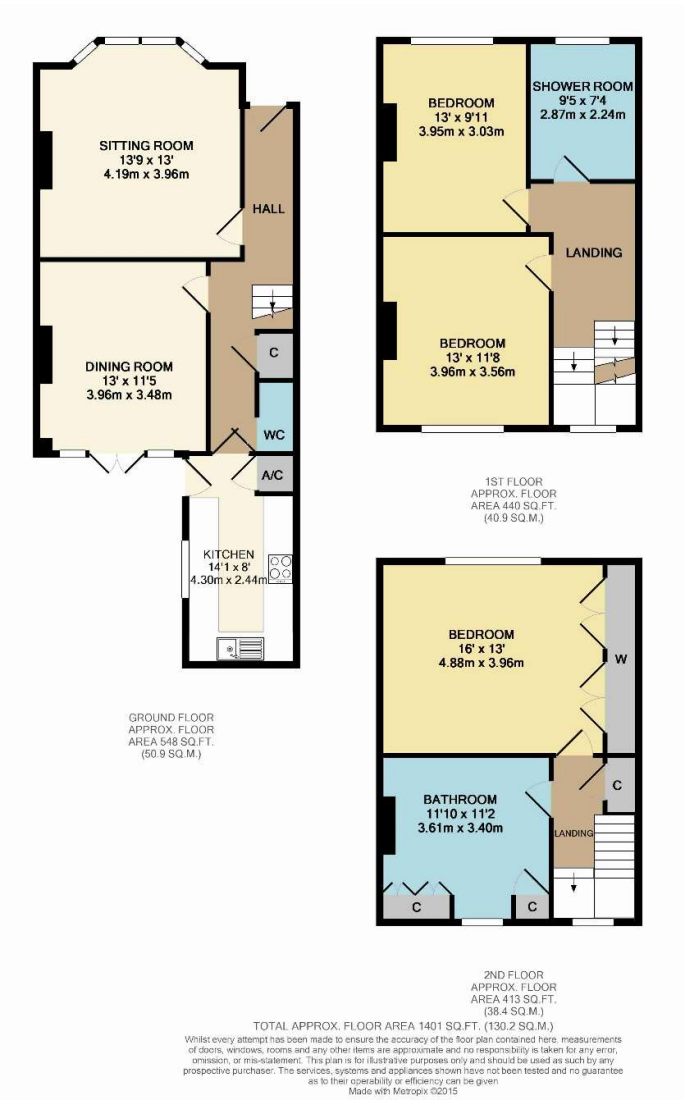 SITTING ROOM
13'9 x 13'
4.19m x 3.96m
HALL
DINING ROOM
13' x 11'5
3.96m x 3.48m
C
WC
A/C
KITCHEN
14'1 x 8'
4.30m x 2.44m
GROUND FLOOR
APPROX. FLOOR
AREA 548 SQ.FT.
(50.9 SQ.M.)
BEDROOM
13' x 9'11
3.95m x 3.03m
SHOWER ROOM
9'5 x 7'4
2.87m x 2.24m
LANDING
BEDROOM
13' x 11'8
3.96m x 3.56m
1ST FLOOR
APPROX. FLOOR
AREA 440 SQ.FT.
(40.9 SQ.M.)
BEDROOM
16' x 13'
4.88m x 3.96m
W
BATHROOM
11'10 x 11'2
3.61m x 3.40m
C
LANDING
C
C
2ND FLOOR
APPROX. FLOOR
AREA 413 SQ.FT.
(38.4 SQ.M.)
TOTAL APPROX. FLOOR AREA 1401 SQ.FT. (130.2 SQ.M.)
Whilst every attempt has been made to ensure the accuracy of the floor plan contained here, measurements
of doors, windows, rooms and any other items are approximate and no responsibility is taken for any error,
omission, or mis-statement. This plan is for illustrative purposes only and should be used as such by any
prospective purchaser. The services, systems and appliances shown have not been tested and no guarantee
as to their operability or efficiency can be given
Made with Metropix ©2015